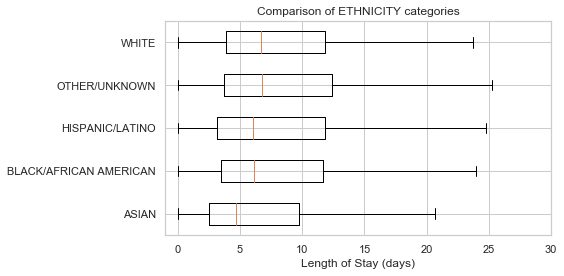 Comparison of ETHNICITY categories
WHITE
OTHER/UNKNOWN
HISPANIC/LATINO
BLACK/AFRICAN AMERICAN
ASIAN
0 5 10 15 20 25 30
Length of Stay (days)